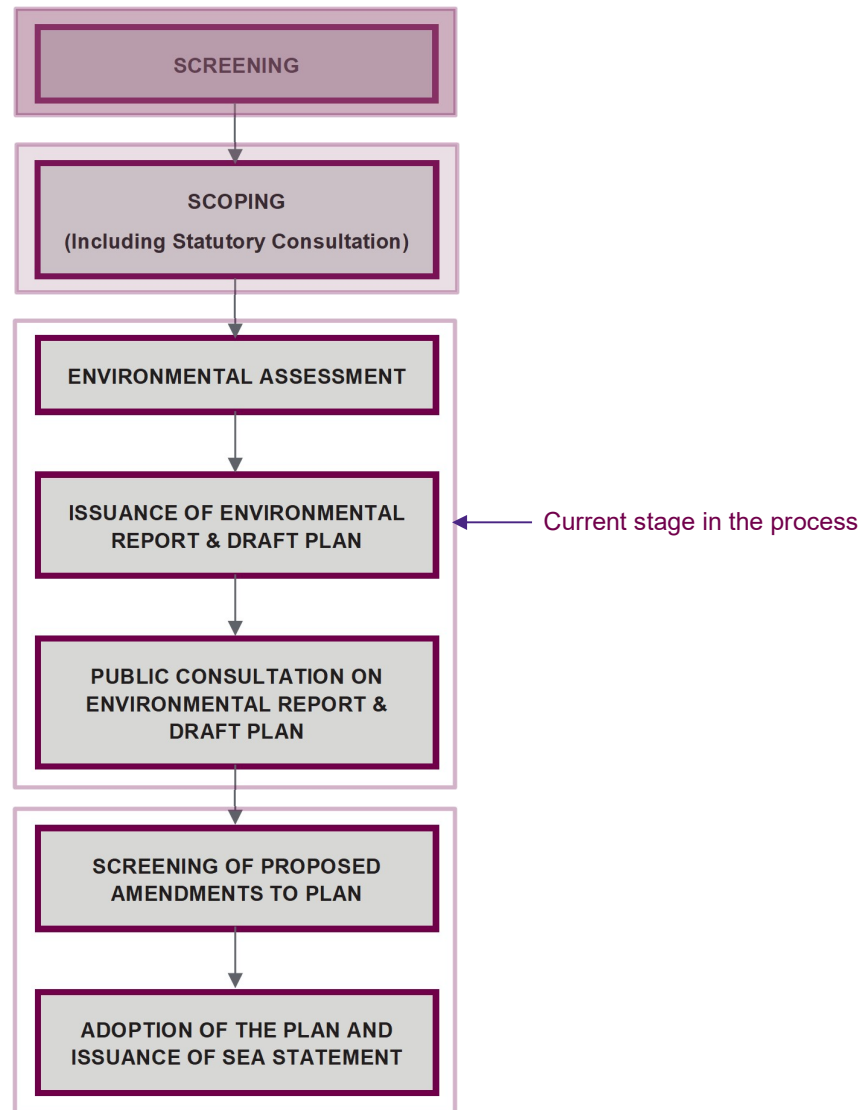 SCREENING
SCOPING
(Including Statutory Consultation)
ENVIRONMENTAL ASSESSMENT
ISSUANCE OF ENVIRONMENTAL
REPORT & DRAFT PLAN
Current stage in the process
PUBLIC CONSULTATION ON
ENVIRONMENTAL REPORT &
DRAFT PLAN
SCREENING OF PROPOSED
AMENDMENTS TO PLAN
ADOPTION OF THE PLAN AND
ISSUANCE OF SEA STATEMENT